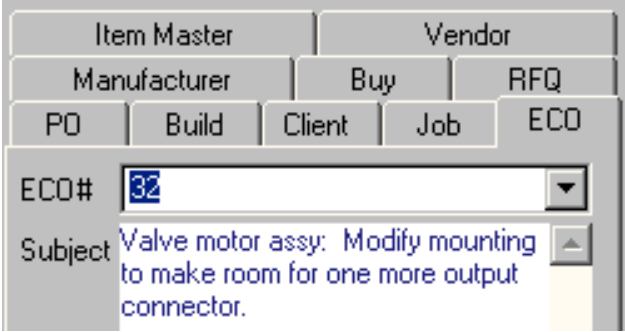 Item Master Vendor
Manufacturer Buy RFQ
PO Build Client Job ECO
ECO# 32
Subject Valve motor assy: Modify mounting
to make room for one more output
connector.